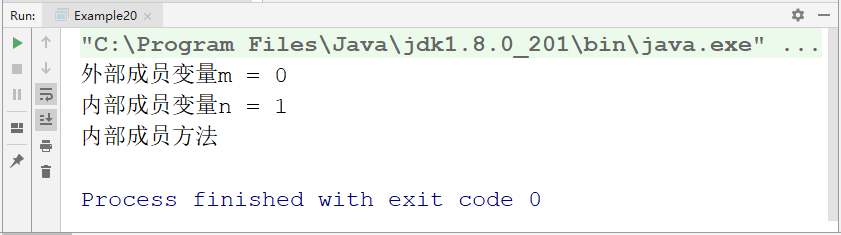 Run: Example20
"C:\Program Files\Java\jdk1.8.0_201\bin\java.exe" ...
外部成员变量m = 0
内部成员变量n = 1
内部成员方法
Process finished with exit code 0